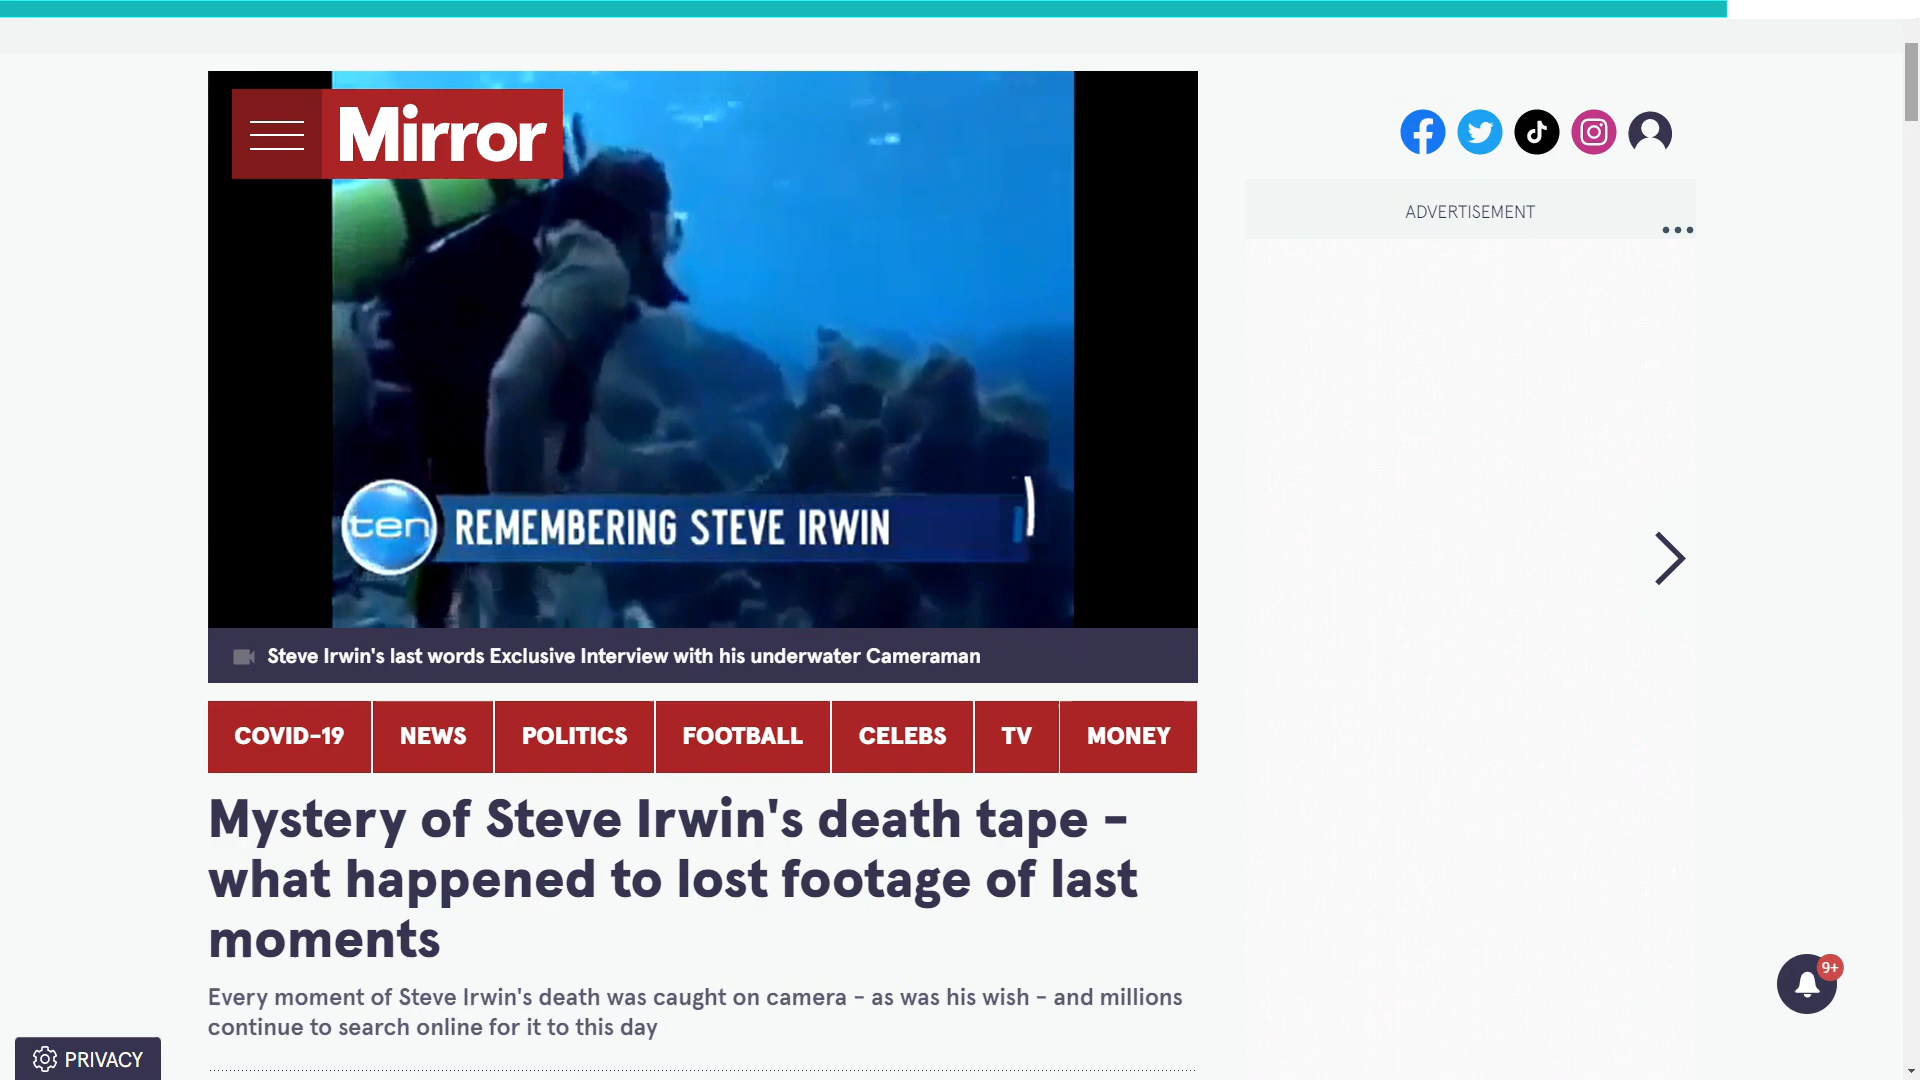 Mirror
ADVERTISEMENT
ten REMEMBERING STEVE IRWIN
Steve Irwin's last words Exclusive Interview with his underwater Cameraman
COVID-19 NEWS POLITICS FOOTBALL CELEBS TV MONEY
Mystery of Steve Irwin's death tape -
what happened to lost footage of last
moments
Every moment of Steve Irwin's death was caught on camera - as was his wish - and millions
continue to search online for it to this day
9+
PRIVACY